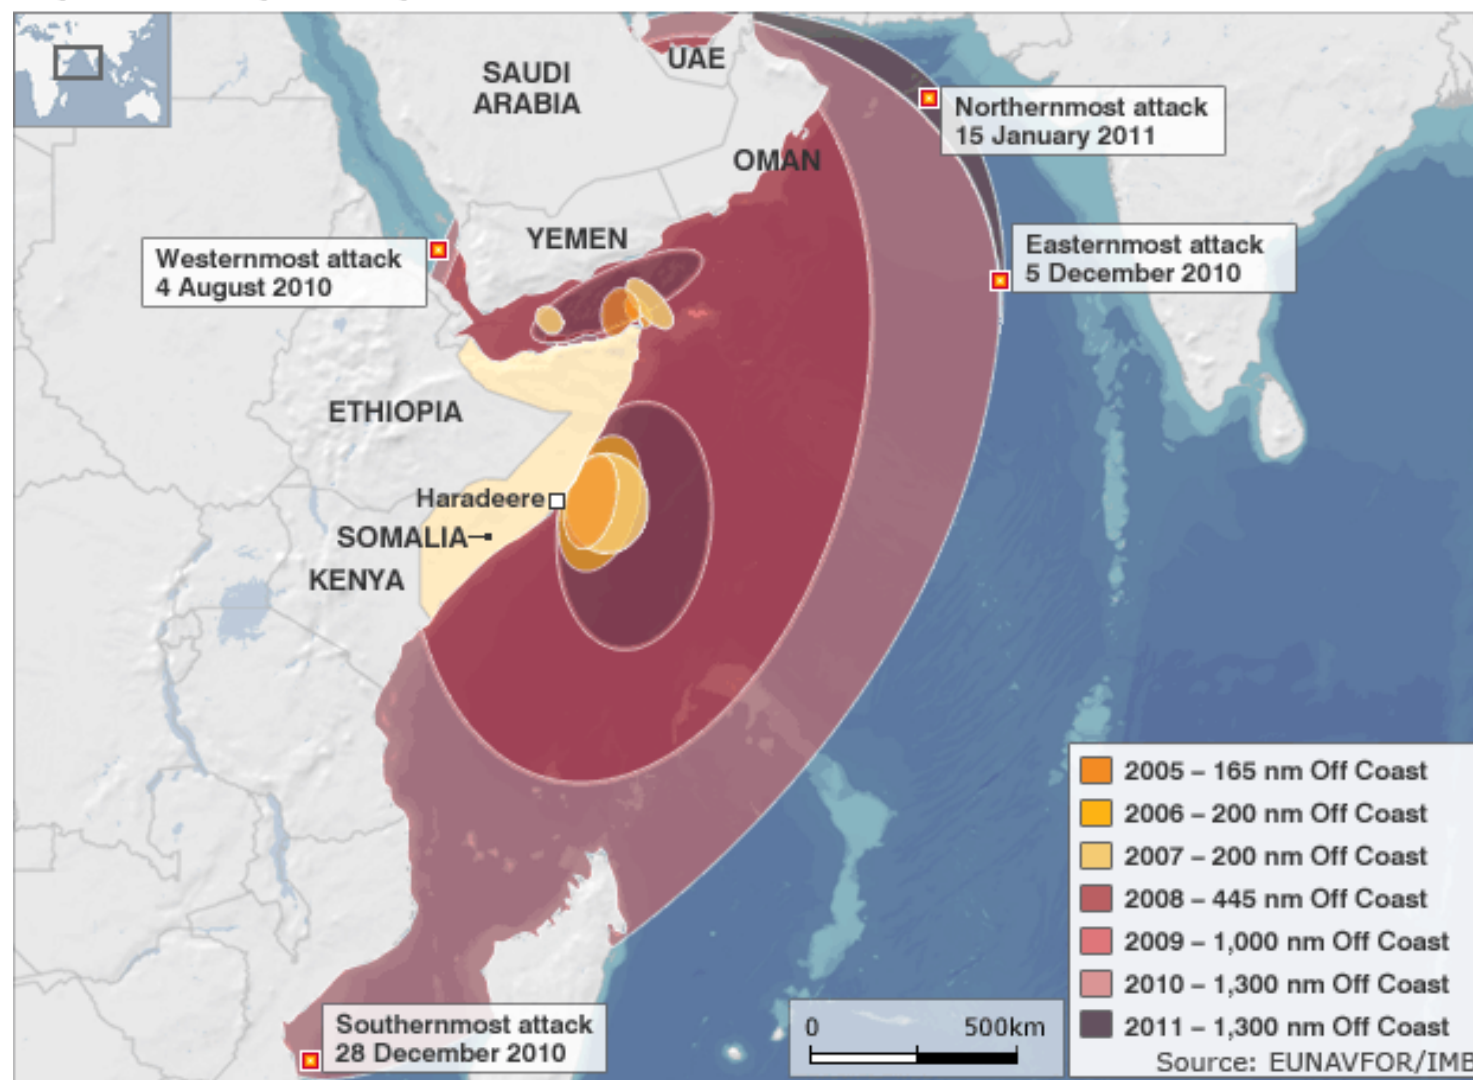 UAE
SAUDI
ARABIA
Northernmost attack
15 January 2011
OMAN
YEMEN
Easternmost attack
5 December 2010
Westernmost attack
4 August 2010
ETHIOPIA
Haradeere
SOMALIA
KENYA
2005 – 165 nm Off Coast
2006 – 200 nm Off Coast
2007 – 200 nm Off Coast
2008 – 445 nm Off Coast
2009 – 1,000 nm Off Coast
2010 – 1,300 nm Off Coast
2011 – 1,300 nm Off Coast
Southernmost attack
28 December 2010
0 500km
Source: EUNAVFOR/IMB